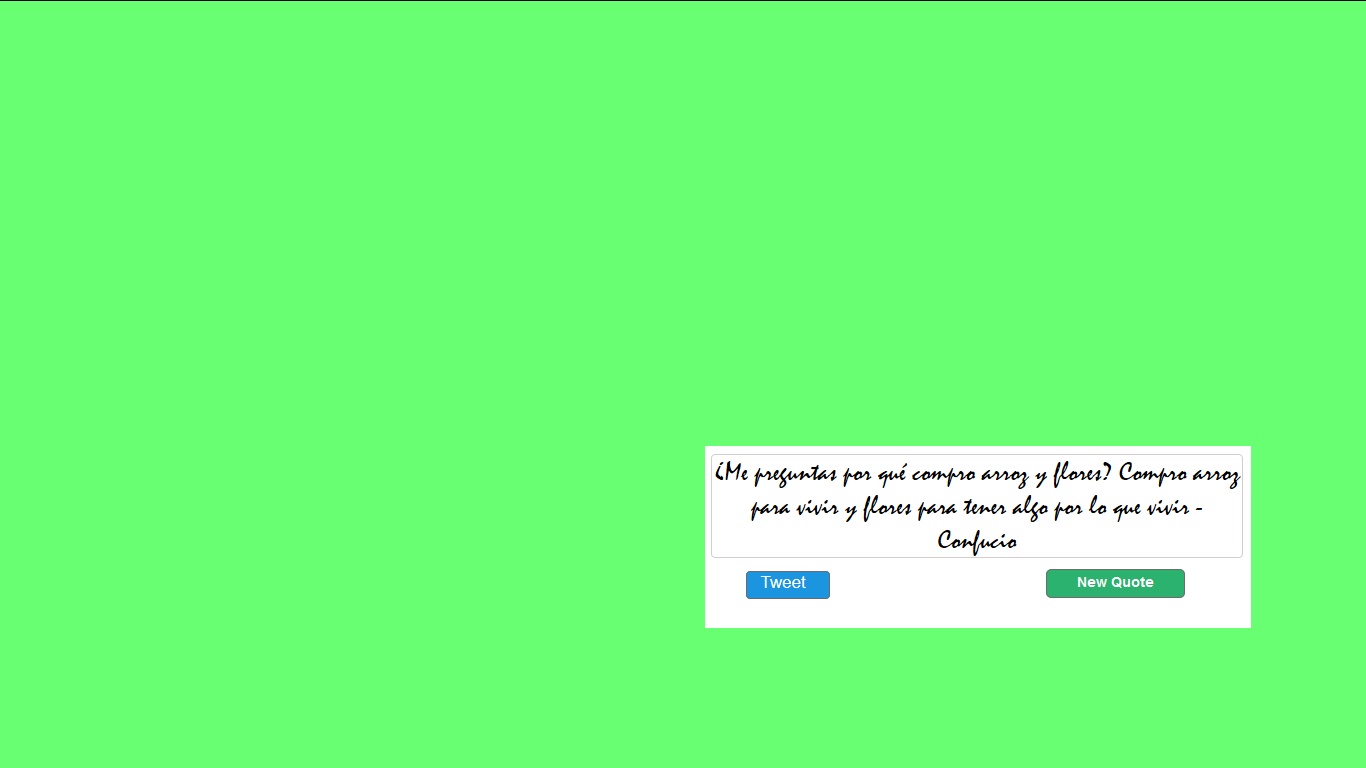 ¿Me preguntas por qué compro arroz y flores? Compro arroz
para vivir y flores para tener algo por lo que vivir -
Confucio
Tweet
New Quote